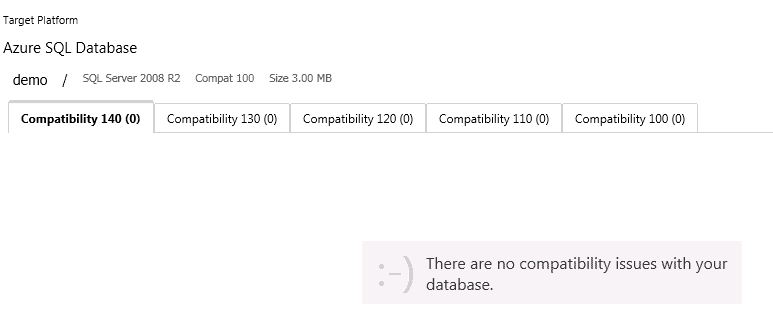 Target Platform
Azure SQL Database
demo / SQL Server 2008 R2 Compat 100 Size 3.00 MB
Compatibility 140 (0) Compatibility 130 (0) Compatibility 120 (0) Compatibility 110 (0) Compatibility 100 (0)
:-) There are no compatibility issues with your
database.